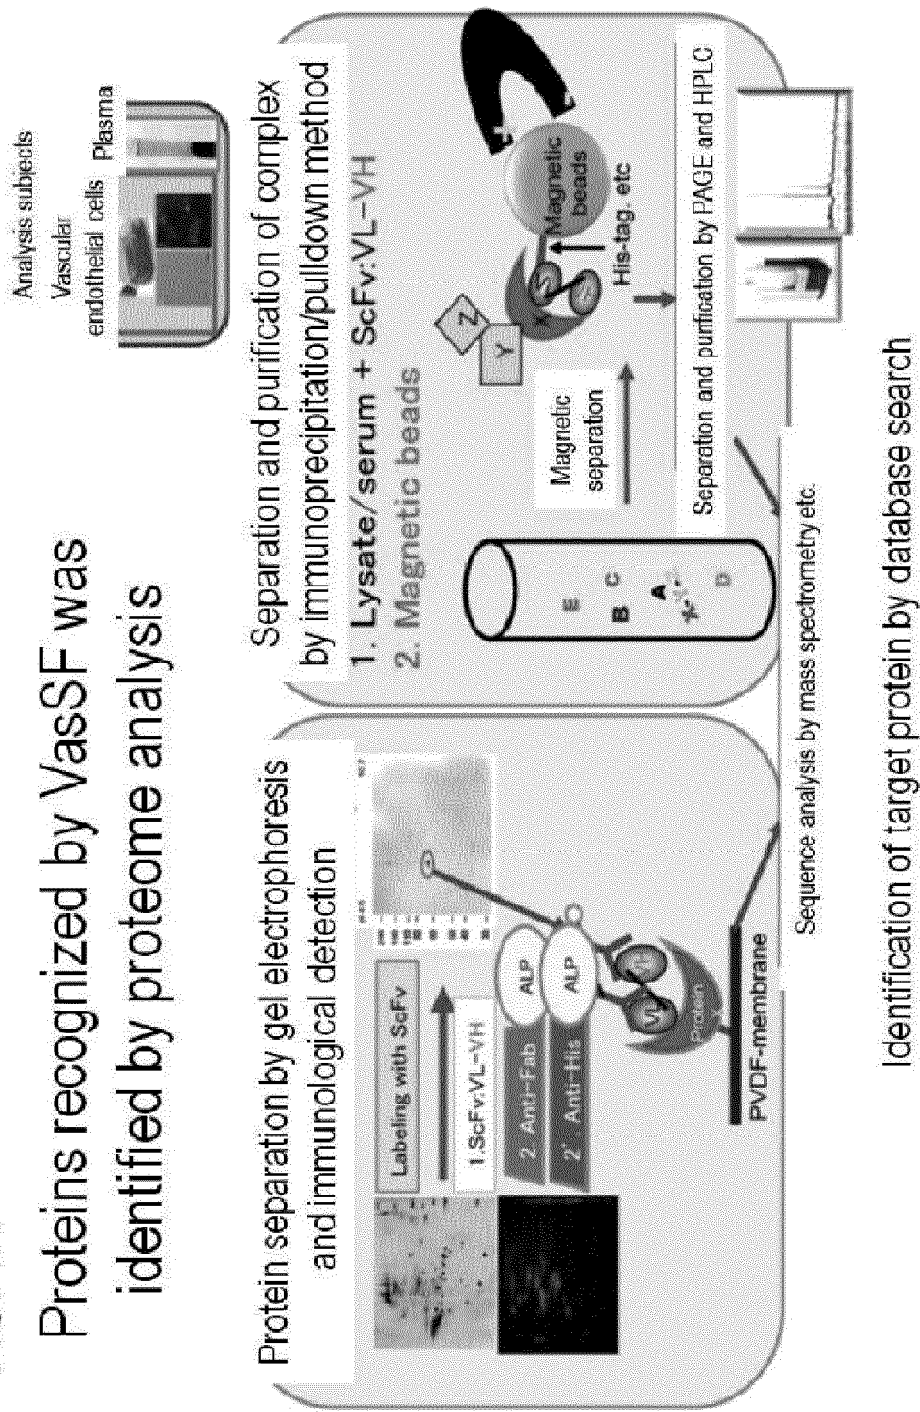 Proteins recognized by VasSF was
identified by proteome analysis
Analysis subjects
Vascular
endothelial cells
Plasma
Protein separation by gel electrophoresis
and immunological detection
Labeling with ScFv
1.ScFv:VL-VH
2' Anti-Fab
ALP
2' Anti-His
ALP
VL
VH
Protein
PVDF-membrane
Separation and purification of complex
by immunoprecipitation/pulldown method
1. Lysate/serum + ScFv:VL-VH
2. Magnetic beads
E
B
C
A
D
Magnetic
separation
Z
Y
X
Magnetic
beads
His-tag. etc
Separation and purification by PAGE and HPLC
Sequence analysis by mass spectrometry etc.
Identification of target protein by database search